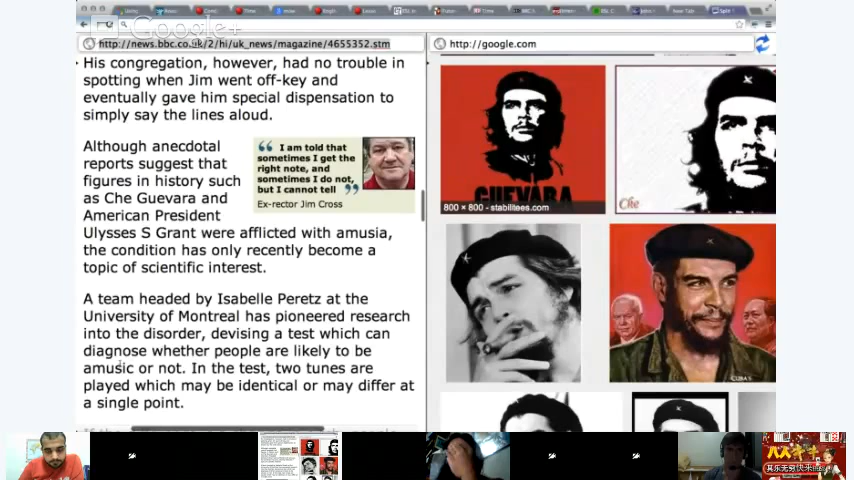 Google+
http://news.bbc.co.uk/2/hi/uk_news/magazine/4655352.stm
http://google.com
His congregation, however, had no trouble in
spotting when Jim went off-key and
eventually gave him special dispensation to
simply say the lines aloud.
Although anecdotal
reports suggest that
figures in history such
as Che Guevara and
American President
Ulysses S Grant were afflicted with amusia,
the condition has only recently become a
topic of scientific interest.
“ I am told that
sometimes I get the
right note, and
sometimes I do not,
but I cannot tell ”
Ex-rector Jim Cross
A team headed by Isabelle Peretz at the
University of Montreal has pioneered research
into the disorder, devising a test which can
diagnose whether people are likely to be
amusic or not. In the test, two tunes are
played which may be identical or may differ at
a single point.
GUEVARA
800 × 800 - stabilitees.com
Che